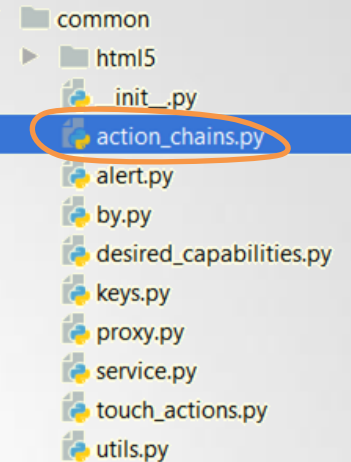 common
html5
__init__.py
action_chains.py
alert.py
by.py
desired_capabilities.py
keys.py
proxy.py
service.py
touch_actions.py
utils.py